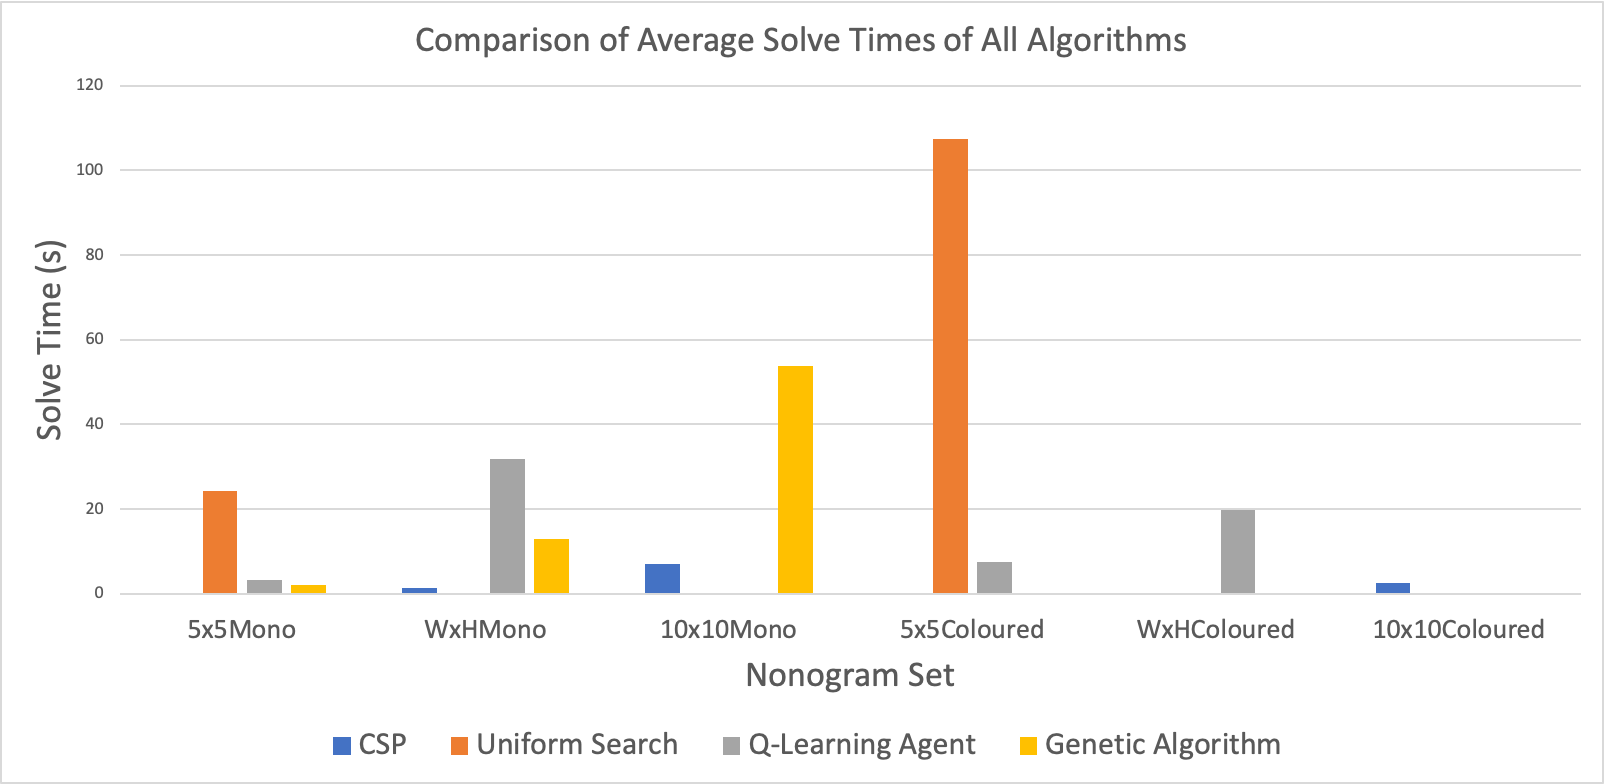 Comparison of Average Solve Times of All Algorithms
120
100
80
60
40
20
0
Solve Time (s)
5x5Mono WxHMono 10x10Mono 5x5Coloured WxHColoured 10x10Coloured
Nonogram Set
CSP Uniform Search Q-Learning Agent Genetic Algorithm